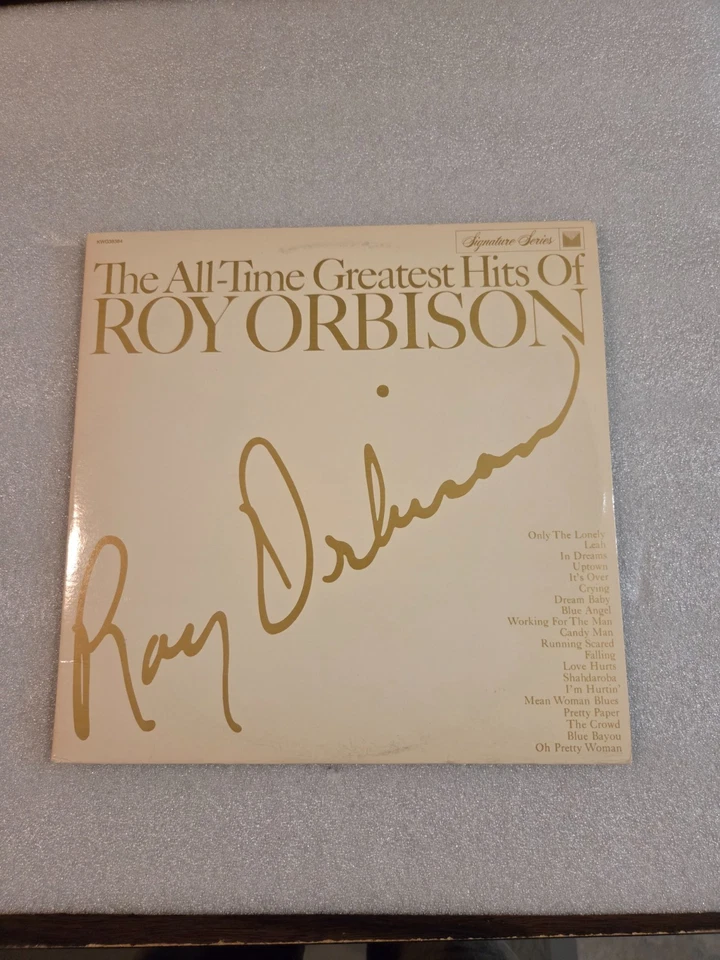 Signature Series
The All-Time Greatest Hits Of
ROY ORBISON
Roy Orbison
Only The Lonely
Leah
In Dreams
Uptown
It's Over
Crying
Dream Baby
Blue Angel
Working For The Man
Candy Man
Running Scared
Falling
Love Hurts
Shahdaroba
I'm Hurtin'
Mean Woman Blues
Pretty Paper
The Crowd
Blue Bayou
Oh Pretty Woman